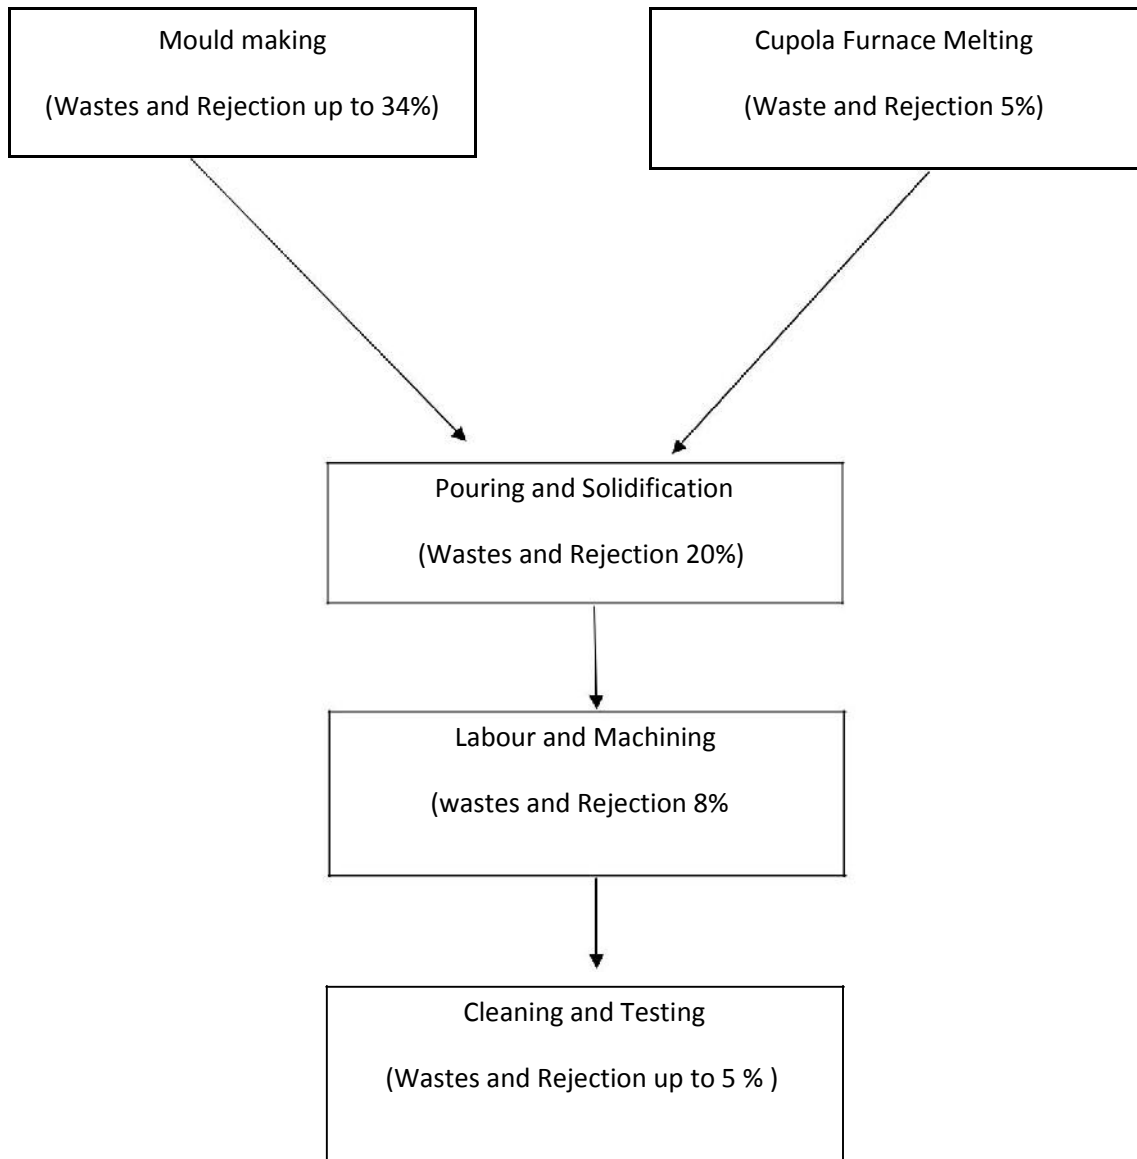 Mould making
(Wastes and Rejection up to 34%)
Cupola Furnace Melting
(Waste and Rejection 5%)
Pouring and Solidification
(Wastes and Rejection 20%)
Labour and Machining
(wastes and Rejection 8%
Cleaning and Testing
(Wastes and Rejection up to 5 % )